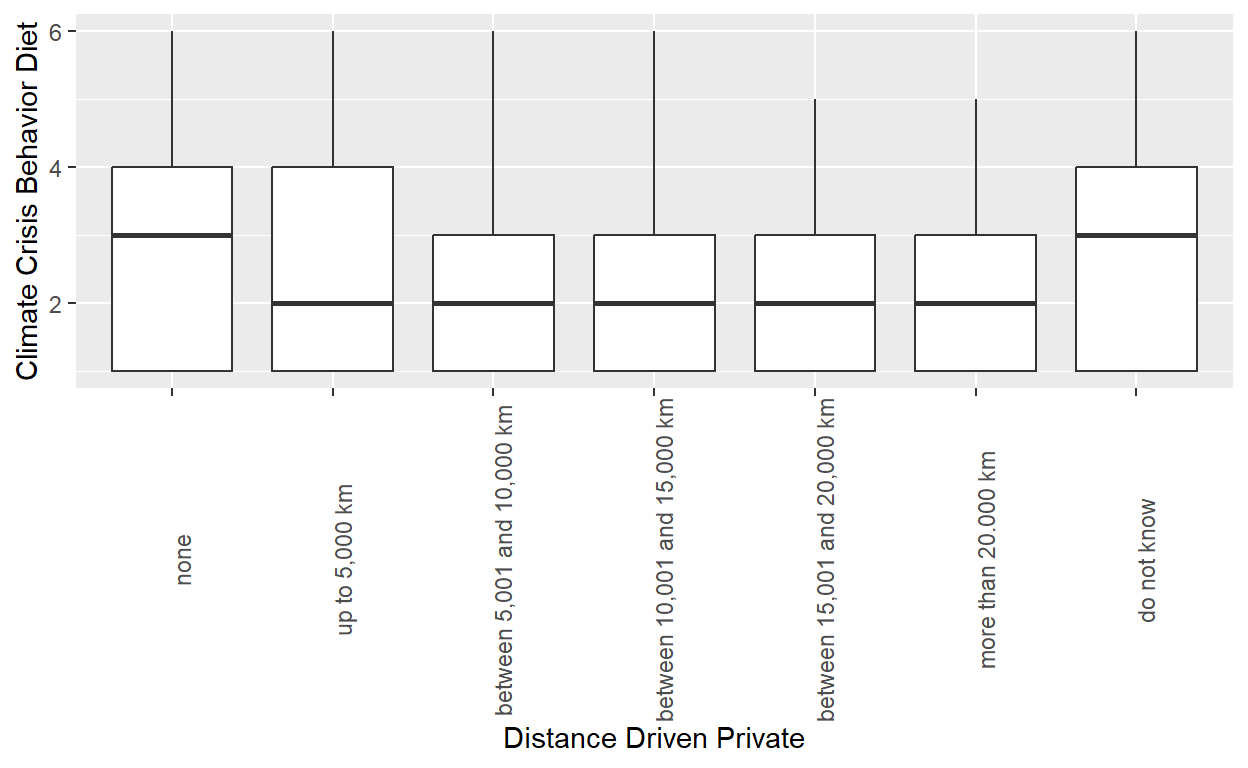 Climate Crisis Behavior Diet
6
4
2
none
up to 5,000 km
between 5,001 and 10,000 km
between 10,001 and 15,000 km
between 15,001 and 20,000 km
more than 20.000 km
do not know
Distance Driven Private